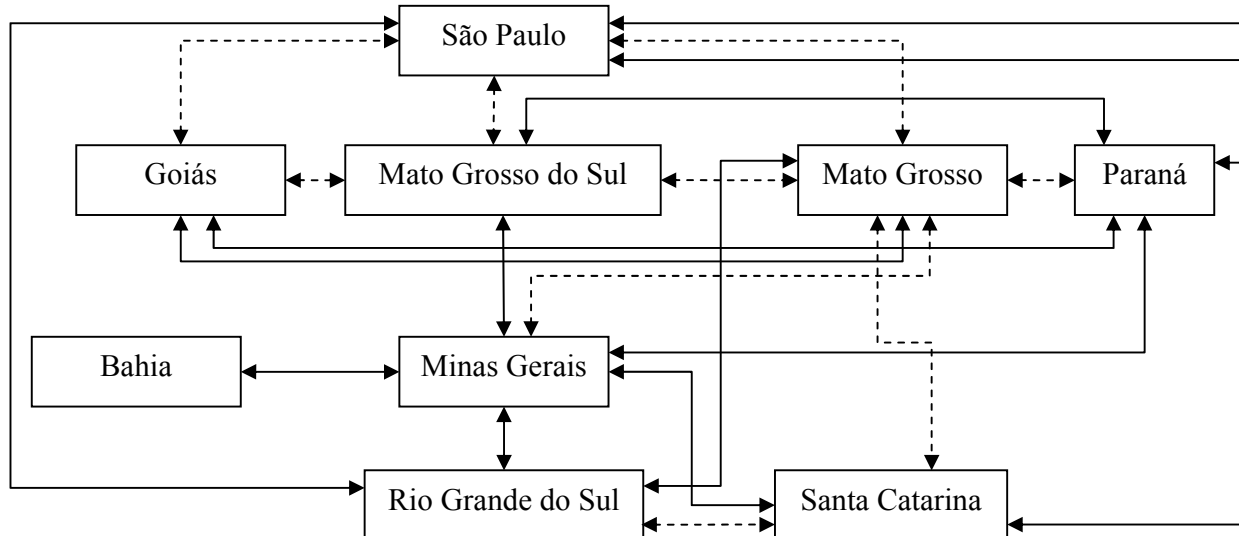 São Paulo
Goiás
Mato Grosso do Sul
Mato Grosso
Paraná
Bahia
Minas Gerais
Rio Grande do Sul
Santa Catarina